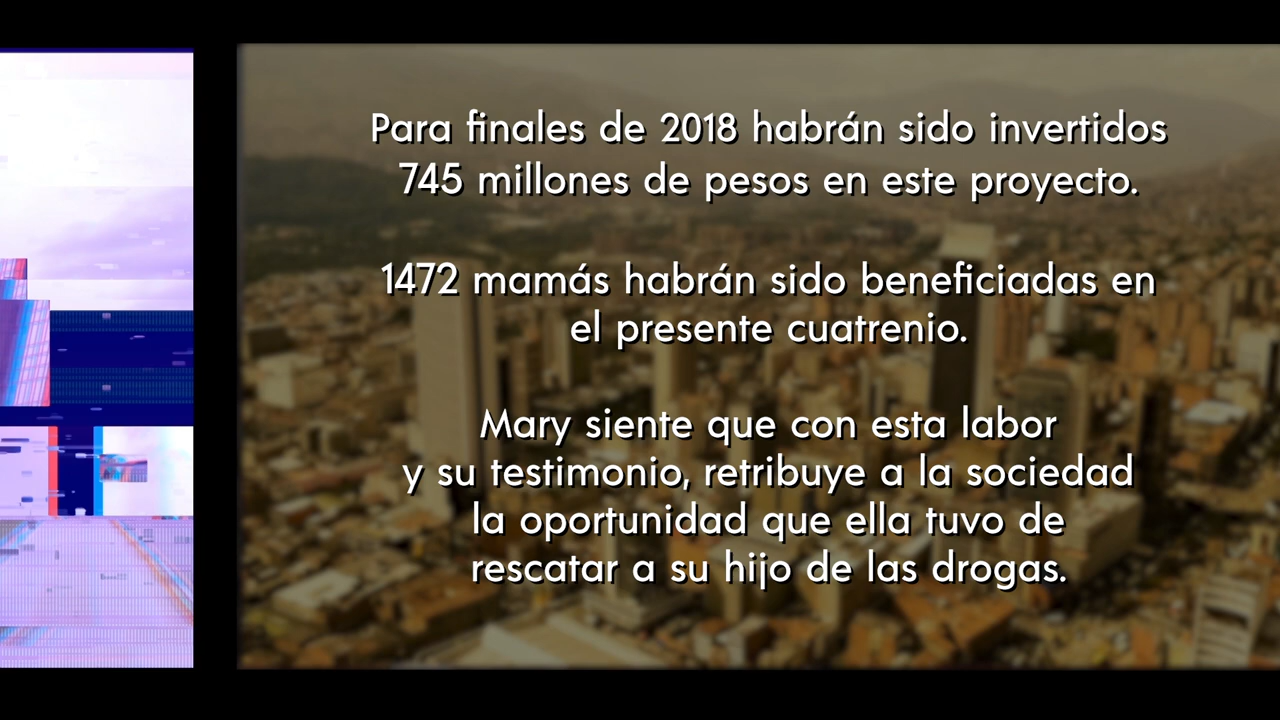 Para finales de 2018 habrán sido invertidos
745 millones de pesos en este proyecto.
1472 mamás habrán sido beneficiadas en
el presente cuatrenio.
Mary siente que con esta labor
y su testimonio, retribuye a la sociedad
la oportunidad que ella tuvo de
rescatar a su hijo de las drogas.